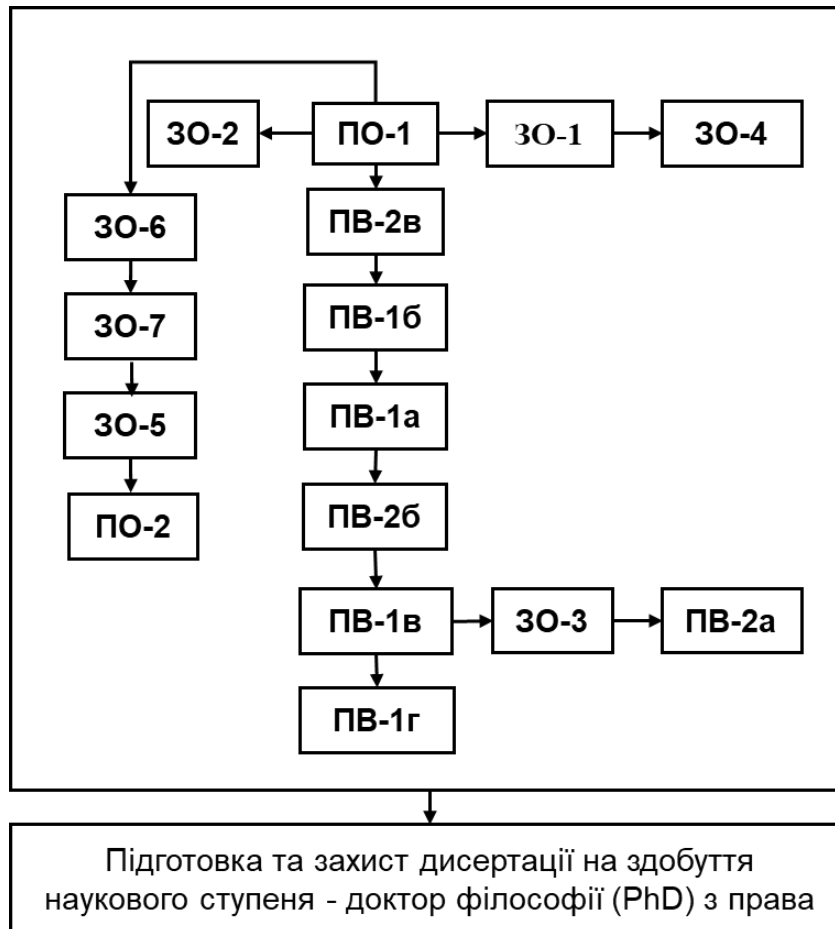 ЗО-2
ПО-1
ЗО-1
ЗО-4
ЗО-6
ПВ-2в
ЗО-7
ПВ-1б
ЗО-5
ПВ-1а
ПО-2
ПВ-2б
ПВ-1в
ЗО-3
ПВ-2а
ПВ-1г
Підготовка та захист дисертації на здобуття
наукового ступеня - доктор філософії (PhD) з права